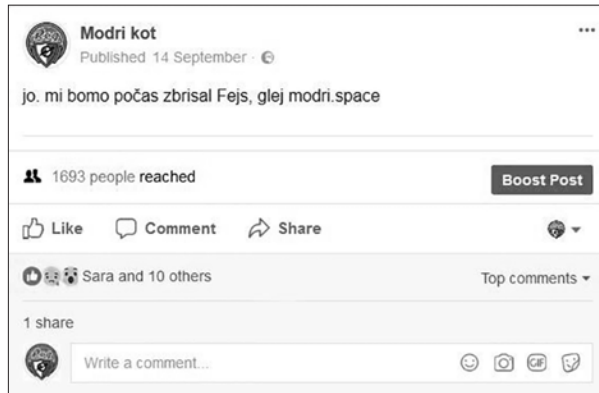 Modri kot
Published 14 September ·
jo. mi bomo počas zbrisal Fejs, glej modri.space
1693 people reached
Boost Post
Like Comment Share
Sara and 10 others
Top comments
1 share
Write a comment...
GIF